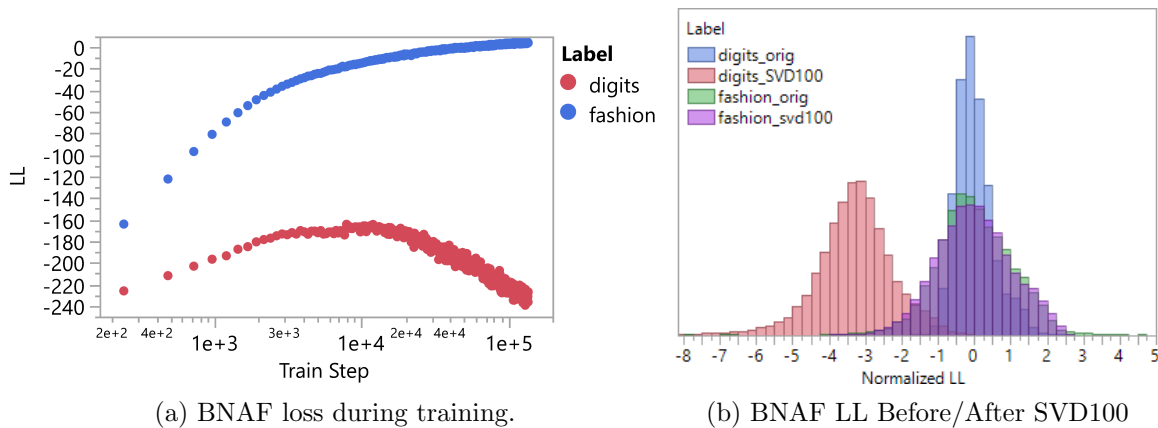 LL
0
-20
-40
-60
-80
-100
-120
-140
-160
-180
-200
-220
-240
2e+2 4e+2 1e+3 3e+3 1e+4 2e+4 4e+4 1e+5
Train Step
Label
digits
fashion
(a) BNAF loss during training.
Label
digits_orig
digits_SVD100
fashion_orig
fashion_svd100
-8 -7 -6 -5 -4 -3 -2 -1 0 1 2 3 4 5
Normalized LL
(b) BNAF LL Before/After SVD100